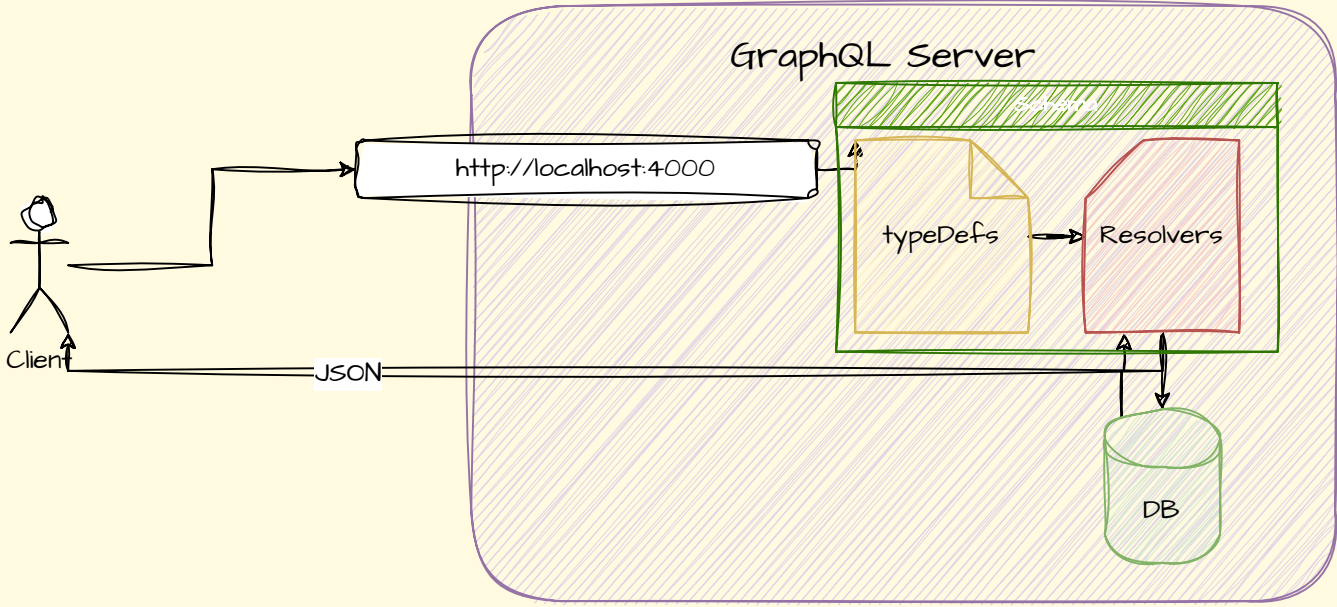 GraphQL Server
Schema
http://localhost:4000
typeDefs
Resolvers
Client
JSON
DB